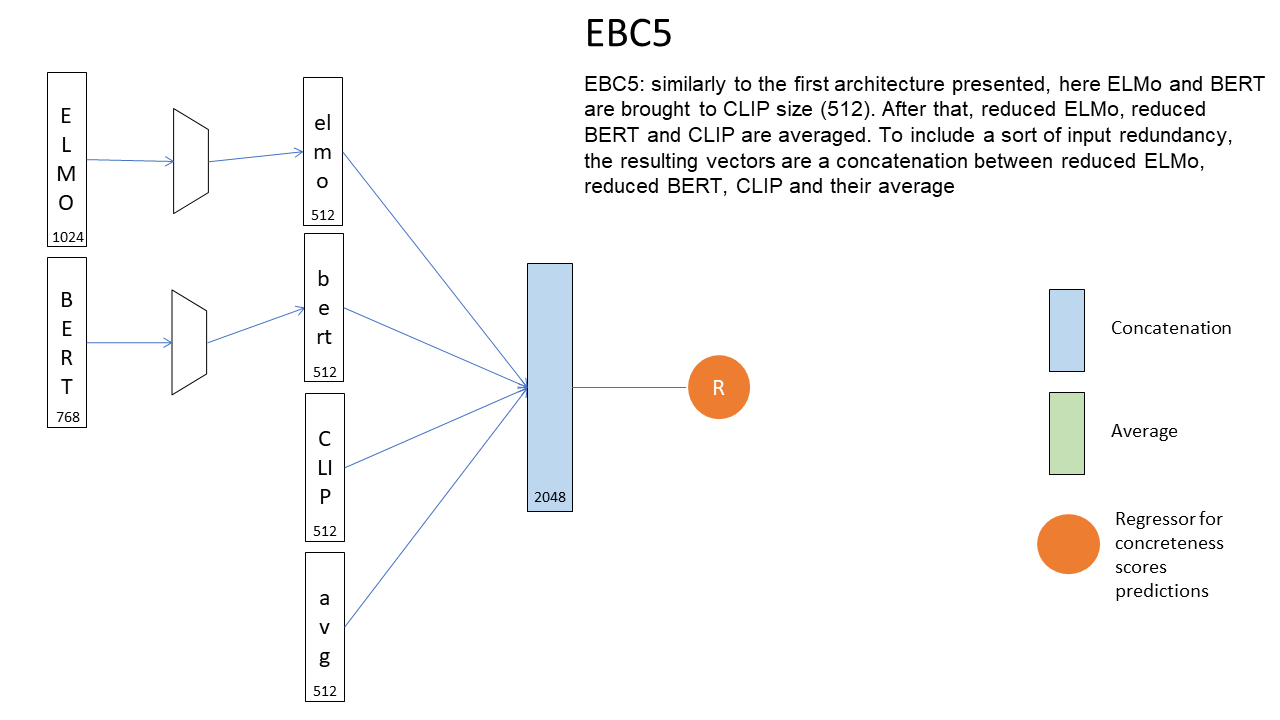 EBC5
EBC5: similarly to the first architecture presented, here ELMo and BERT
are brought to CLIP size (512). After that, reduced ELMo, reduced
BERT and CLIP are averaged. To include a sort of input redundancy,
the resulting vectors are a concatenation between reduced ELMo,
reduced BERT, CLIP and their average
E
L
M
O
1024
B
E
R
T
768
el
m
o
512
b
e
rt
512
C
LI
P
512
a
v
g
512
2048
R
Concatenation
Average
Regressor for
concreteness
scores
predictions